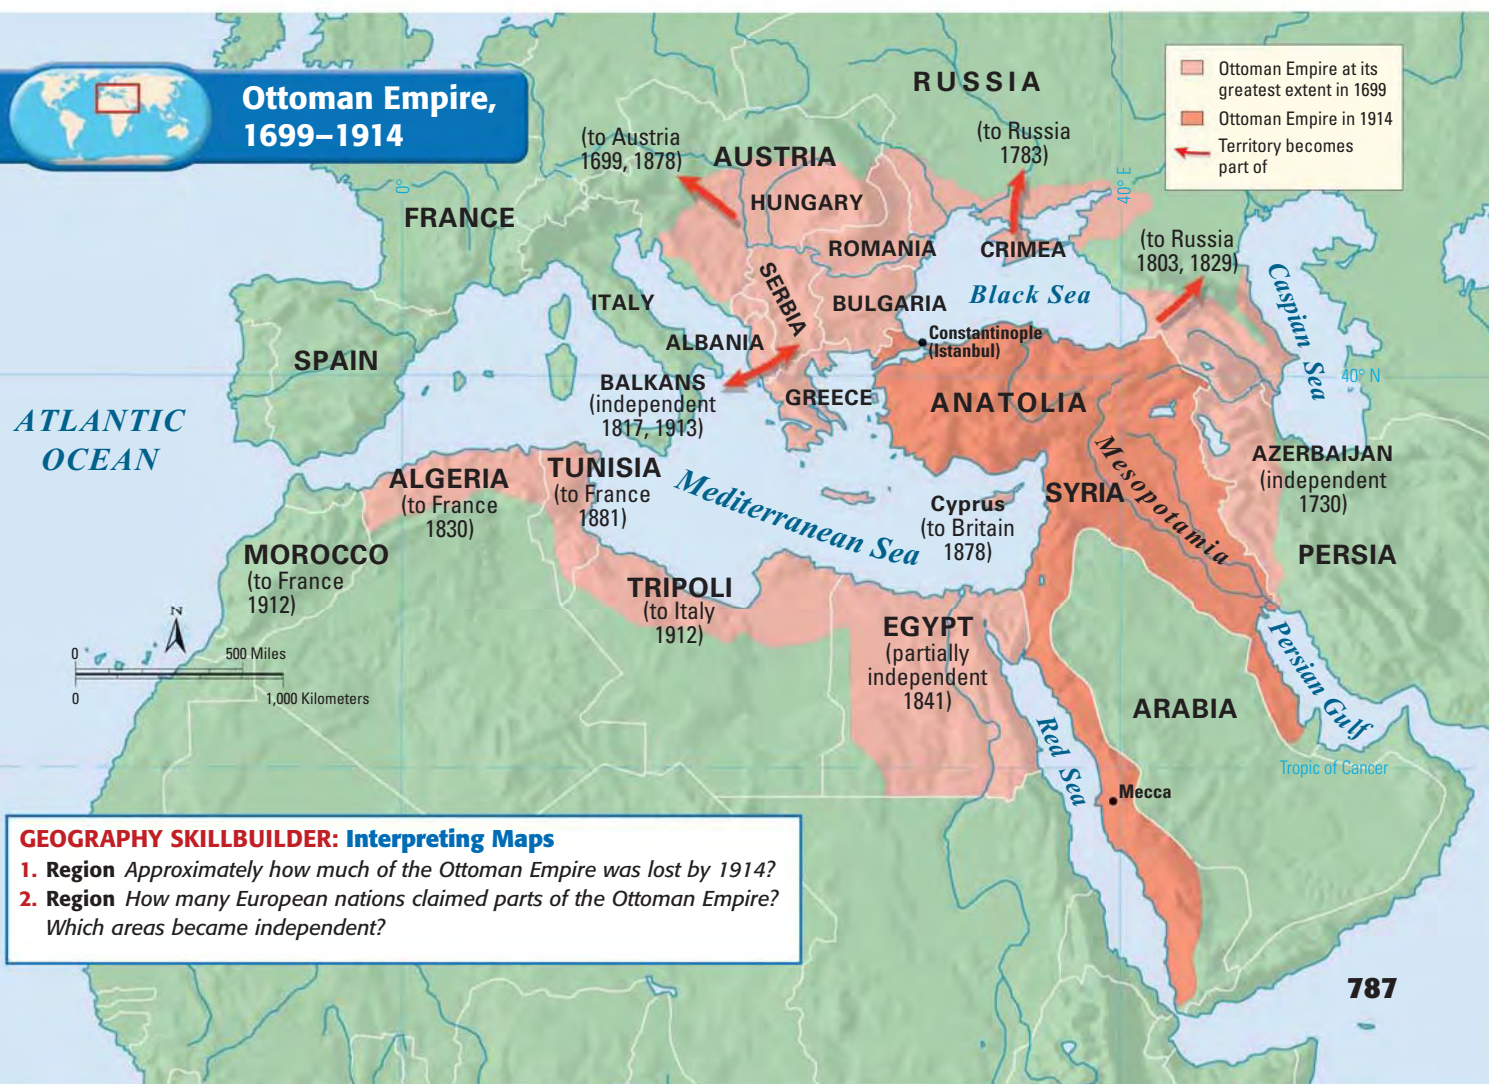 Ottoman Empire,
1699–1914
RUSSIA
Ottoman Empire at its
greatest extent in 1699
Ottoman Empire in 1914
Territory becomes
part of
(to Austria
1699, 1878)
AUSTRIA
(to Russia
1783)
0°
40° E
FRANCE
HUNGARY
ROMANIA
CRIMEA
(to Russia
1803, 1829)
SERBIA
ITALY
BULGARIA
Black Sea
Caspian Sea
ALBANIA
Constantinople
(Istanbul)
SPAIN
40° N
BALKANS
(independent
1817, 1913)
GREECE
ANATOLIA
ATLANTIC
OCEAN
Mesopotamia
AZERBAIJAN
(independent
1730)
ALGERIA
(to France
1830)
TUNISIA
(to France
1881)
Mediterranean Sea
Cyprus
(to Britain
1878)
SYRIA
MOROCCO
(to France
1912)
PERSIA
TRIPOLI
(to Italy
1912)
EGYPT
(partially
independent
1841)
N
0
500 Miles
0
1,000 Kilometers
Persian Gulf
ARABIA
Red Sea
Tropic of Cancer
Mecca
GEOGRAPHY SKILLBUILDER: Interpreting Maps
1. Region Approximately how much of the Ottoman Empire was lost by 1914?
2. Region How many European nations claimed parts of the Ottoman Empire?
Which areas became independent?
787